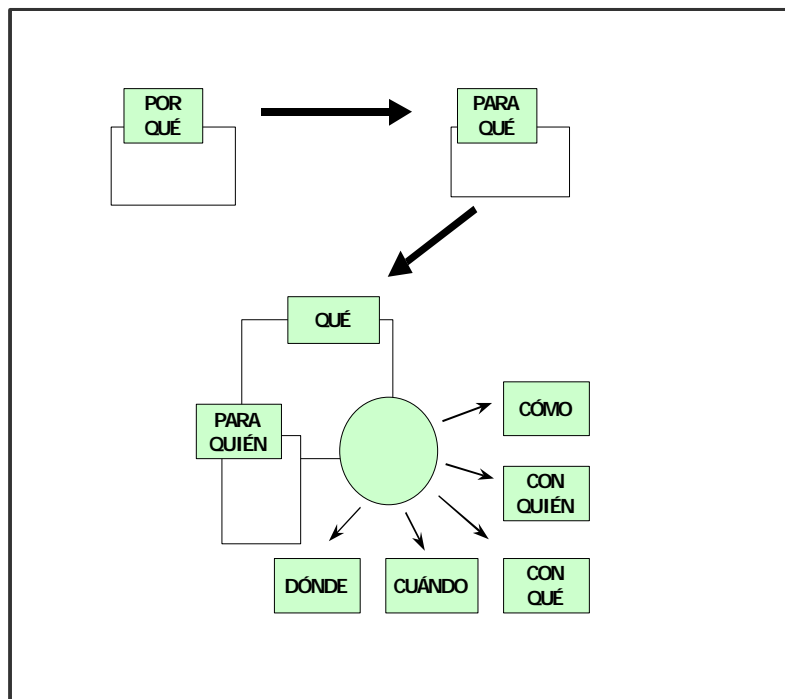 POR
QUÉ
PARA
QUÉ
QUÉ
PARA
QUIÉN
CÓMO
CON
QUIÉN
DÓNDE
CUÁNDO
CON
QUÉ